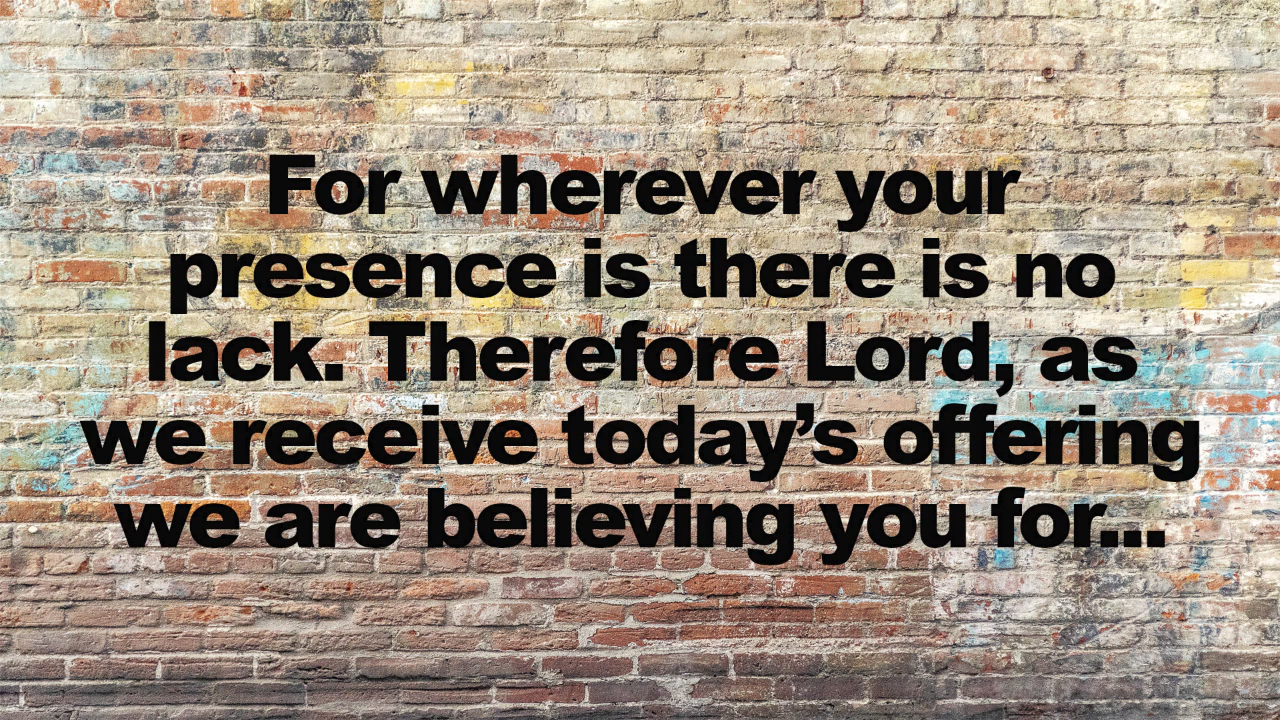 For wherever your
presence is there is no
lack. Therefore Lord, as
we receive today’s offering
we are believing you for...